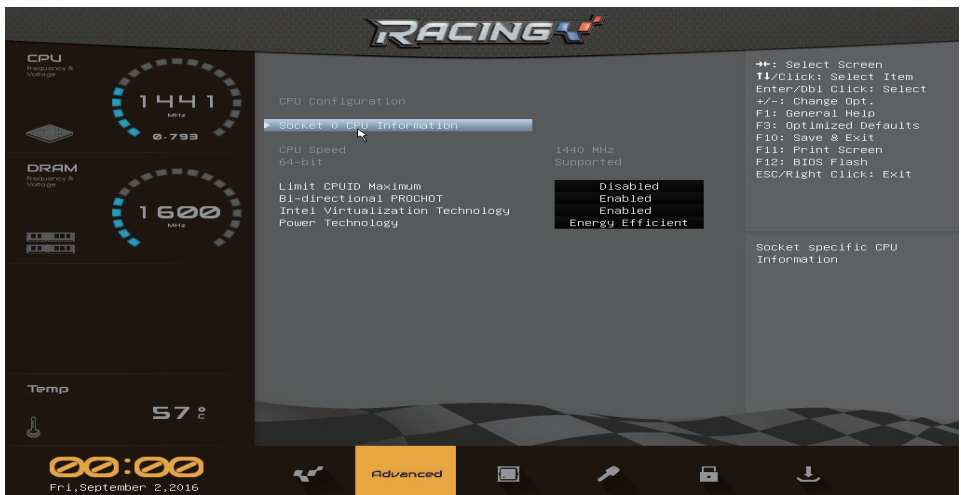 RACING
CPU
Frequency &
Voltage
1441
MHz
0.793
DRAM
Frequency &
Voltage
1600
MHz
Temp
57°C
00:00
Fri,September 2,2016
CPU Configuration
Socket 0 CPU Information
CPU Speed 1440 MHz
64-bit Supported
Limit CPUID Maximum Disabled
Bi-directional PROCHOT Enabled
Intel Virtualization Technology Enabled
Power Technology Energy Efficient
→←: Select Screen
↑↓/Click: Select Item
Enter/Dbl Click: Select
+/-: Change Opt.
F1: General Help
F3: Optimized Defaults
F10: Save & Exit
F11: Print Screen
F12: BIOS Flash
ESC/Right Click: Exit
Socket specific CPU
Information
Advanced